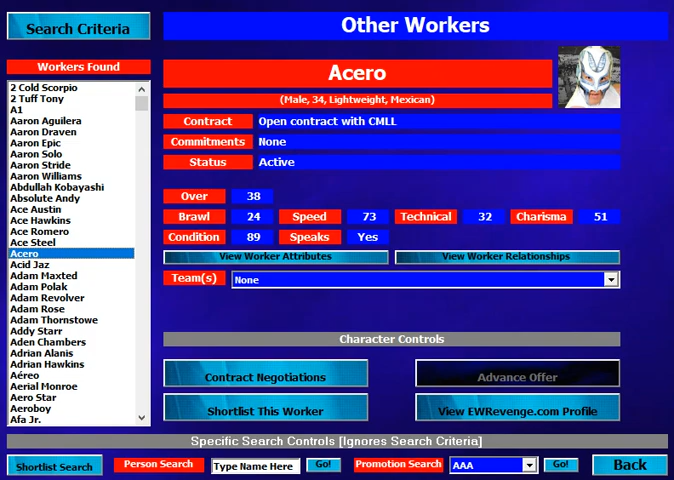 Search Criteria
Other Workers
Workers Found
2 Cold Scorpio
2 Tuff Tony
A1
Aaron Aguilera
Aaron Draven
Aaron Epic
Aaron Solo
Aaron Stride
Aaron Williams
Abdullah Kobayashi
Absolute Andy
Ace Austin
Ace Hawkins
Ace Romero
Ace Steel
Acero
Acid Jaz
Adam Maxted
Adam Polak
Adam Revolver
Adam Rose
Adam Thornstowe
Addy Starr
Aden Chambers
Adrian Alanis
Adrian Hawkins
Aéreo
Aerial Monroe
Aero Star
Aeroboy
Afa Jr.
Acero
(Male, 34, Lightweight, Mexican)
Contract Open contract with CMLL
Commitments None
Status Active
Over 38
Brawl 24 Speed 73 Technical 32 Charisma 51
Condition 89 Speaks Yes
View Worker Attributes View Worker Relationships
Team(s) None
Character Controls
Contract Negotiations Advance Offer
Shortlist This Worker View EWRevenge.com Profile
Specific Search Controls [Ignores Search Criteria]
Shortlist Search Person Search Type Name Here Go! Promotion Search AAA Go! Back